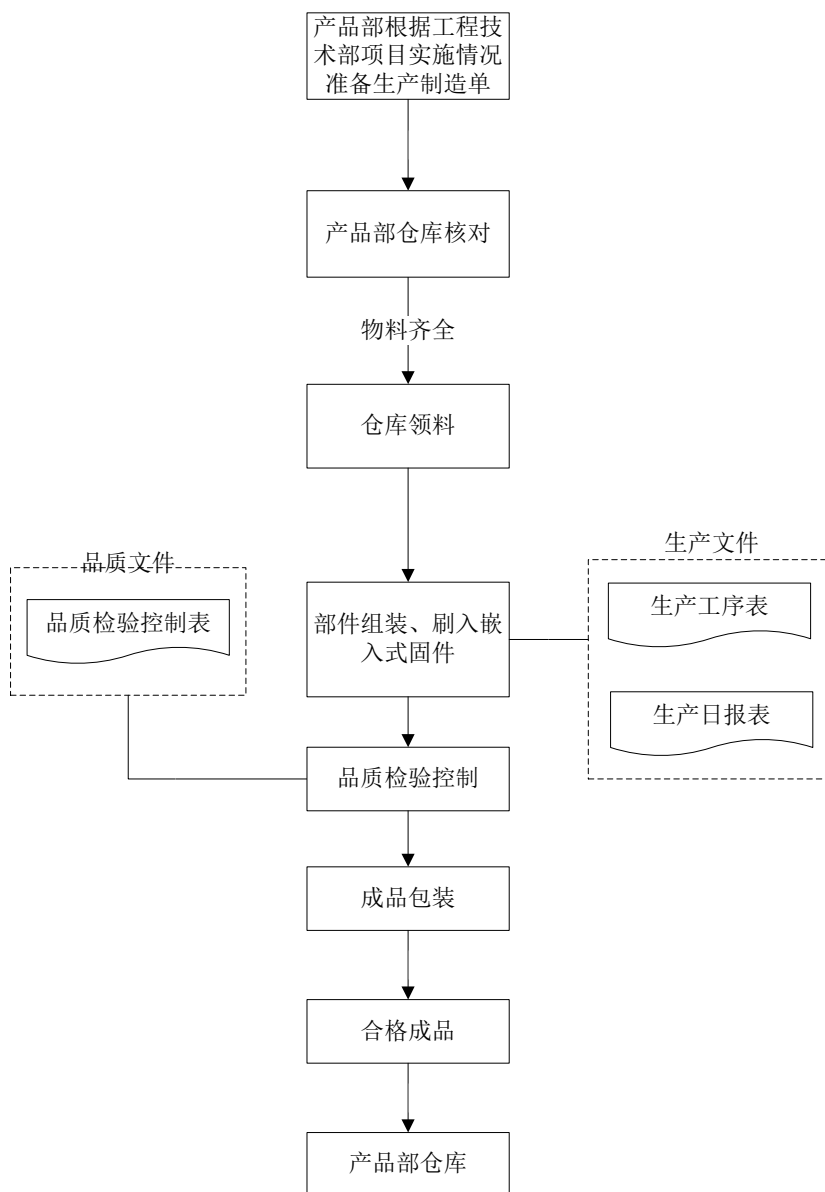 产品部根据工程技
术部项目实施情况
准备生产制造单
产品部仓库核对
物料齐全
仓库领料
品质文件
品质检验控制表
部件组装、刷入嵌
入式固件
生产文件
生产工序表
生产日报表
品质检验控制
成品包装
合格成品
产品部仓库